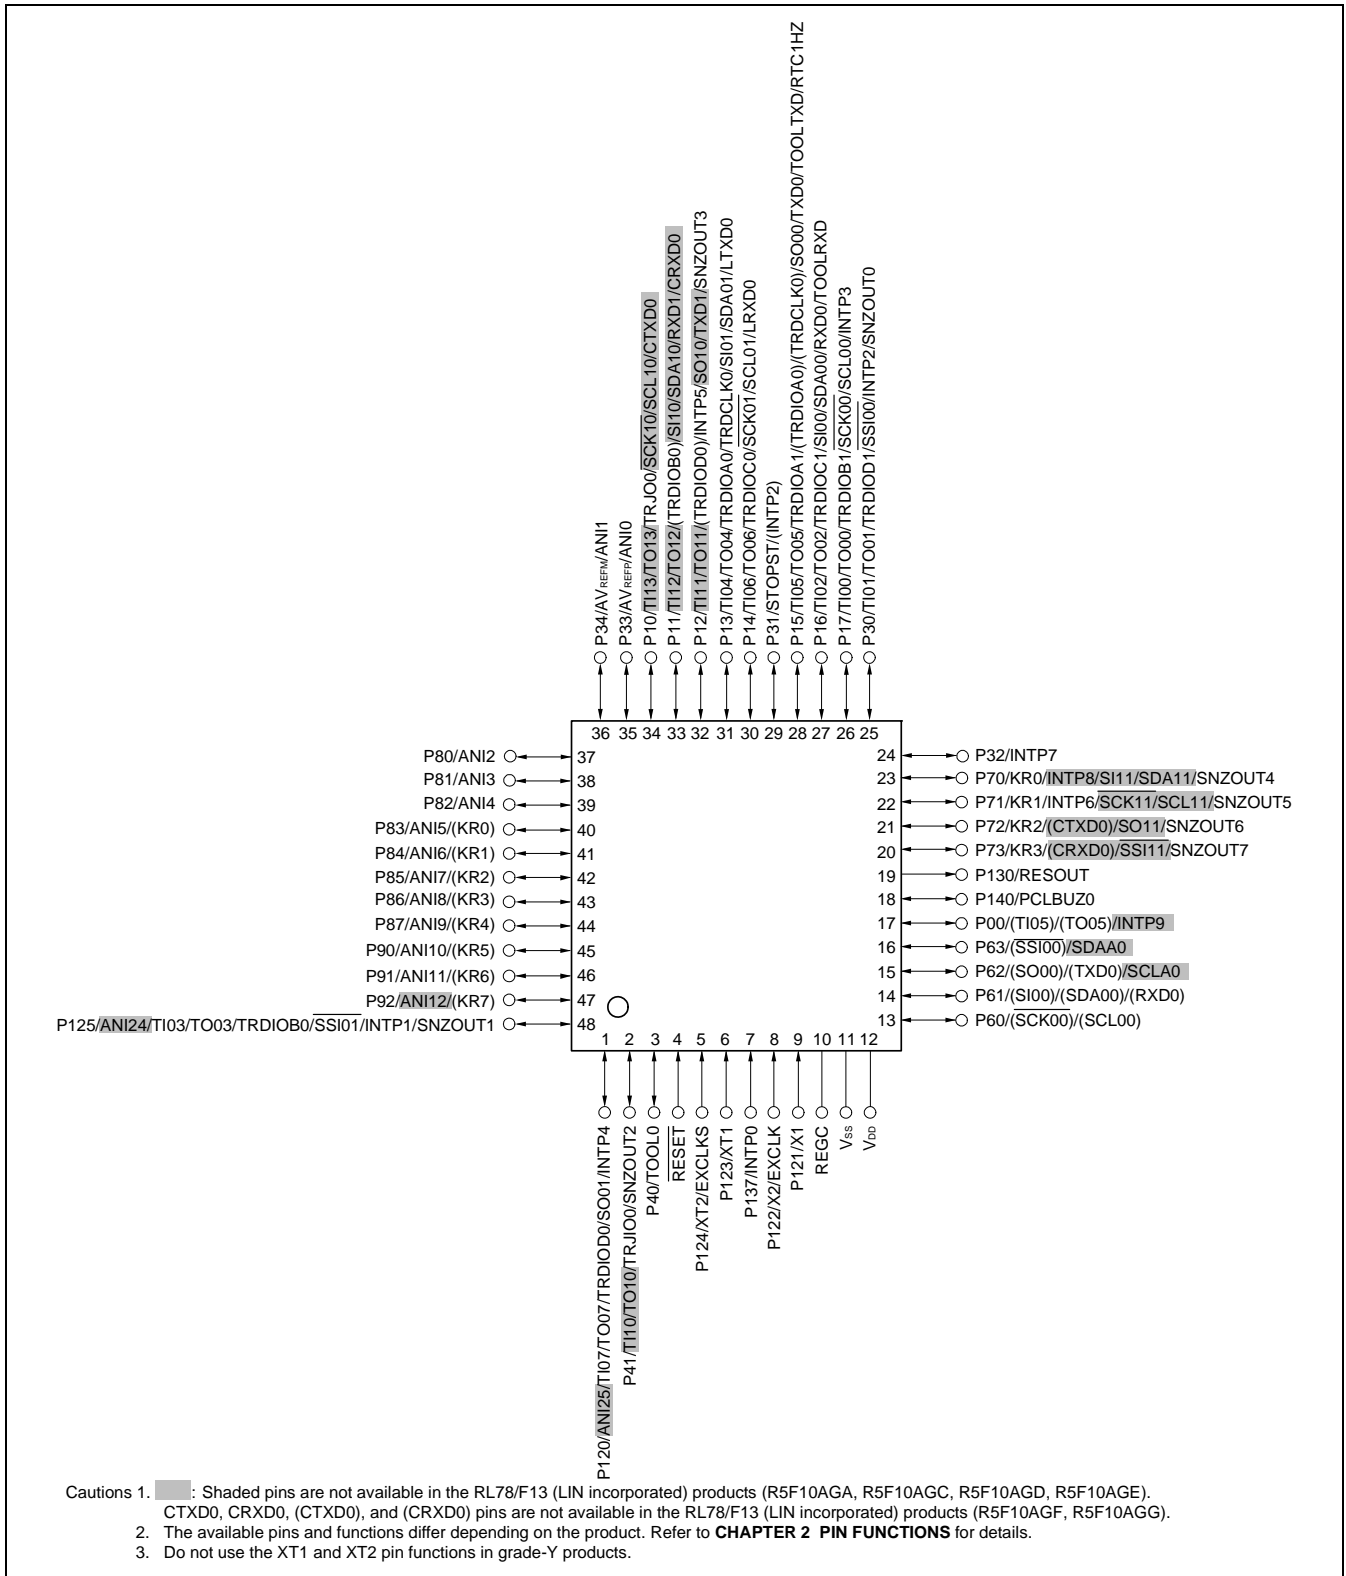 P34/AVREFM/ANI1
P33/AVREFP/ANI0
P10/TI13/TO13/TRJO0/SCK10/SCL10/CTXD0
P11/TI12/TO12/(TRDIOB0)/SI10/SDA10/RXD1/CRXD0
P12/TI11/TO11/(TRDIOD0)/INTP5/SO10/TXD1/SNZOUT3
P13/TI04/TO04/TRDIOA0/TRDCLK0/SI01/SDA01/LTXD0
P14/TI06/TO06/TRDIOC0/SCK01/SCL01/LRXD0
P31/STOPST/(INTP2)
P15/TI05/TO05/TRDIOA1/(TRDIOA0)/(TRDCLK0)/SO00/TXD0/TOOLTXD/RTC1HZ
P16/TI02/TO02/TRDIOC1/SI00/SDA00/RXD0/TOOLRXD
P17/TI00/TO00/TRDIOB1/SCK00/SCL00/INTP3
P30/TI01/TO01/TRDIOD1/SSI00/INTP2/SNZOUT0
36 35 34 33 32 31 30 29 28 27 26 25
P80/ANI2 37
P81/ANI3 38
P82/ANI4 39
P83/ANI5/(KR0) 40
P84/ANI6/(KR1) 41
P85/ANI7/(KR2) 42
P86/ANI8/(KR3) 43
P87/ANI9/(KR4) 44
P90/ANI10/(KR5) 45
P91/ANI11/(KR6) 46
P92/ANI12/(KR7) 47
P125/ANI24/TI03/TO03/TRDIOB0/SSI01/INTP1/SNZOUT1 48
24 P32/INTP7
23 P70/KR0/INTP8/SI11/SDA11/SNZOUT4
22 P71/KR1/INTP6/SCK11/SCL11/SNZOUT5
21 P72/KR2/(CTXD0)/SO11/SNZOUT6
20 P73/KR3/(CRXD0)/SSI11/SNZOUT7
19 P130/RESOUT
18 P140/PCLBUZ0
17 P00/(TI05)/(TO05)/INTP9
16 P63/(SSI00)/SDAA0
15 P62/(SO00)/(TXD0)/SCLA0
14 P61/(SI00)/(SDA00)/(RXD0)
13 P60/(SCK00)/(SCL00)
1 2 3 4 5 6 7 8 9 10 11 12
P120/ANI25/TI07/TO07/TRDIOD0/SO01/INTP4
P41/TI10/TO10/TRJIO0/SNZOUT2
P40/TOOL0
RESET
P124/XT2/EXCLKS
P123/XT1
P137/INTP0
P122/X2/EXCLK
P121/X1
REGC
VSS
VDD
Cautions 1. : Shaded pins are not available in the RL78/F13 (LIN incorporated) products (R5F10AGA, R5F10AGC, R5F10AGD, R5F10AGE).
CTXD0, CRXD0, (CTXD0), and (CRXD0) pins are not available in the RL78/F13 (LIN incorporated) products (R5F10AGF, R5F10AGG).
2. The available pins and functions differ depending on the product. Refer to CHAPTER 2 PIN FUNCTIONS for details.
3. Do not use the XT1 and XT2 pin functions in grade-Y products.